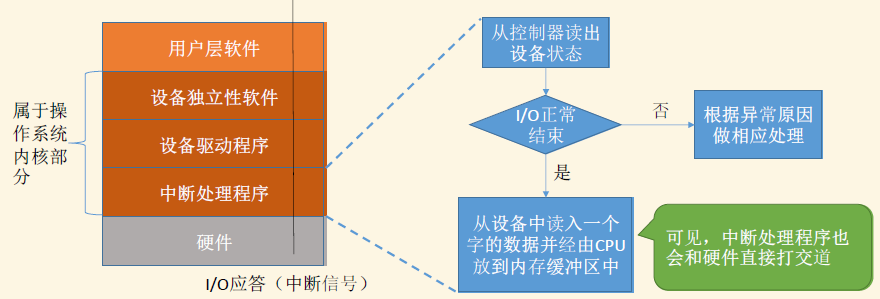 用户层软件
设备独立性软件
设备驱动程序
中断处理程序
硬件
属于操
作系统
内核部
分
I/O应答（中断信号）
从控制器读出
设备状态
I/O正常
结束
否
根据异常原因
做相应处理
是
从设备中读入一个
字的数据并经由CPU
放到内存缓冲区中
可见，中断处理程序也
会和硬件直接打交道